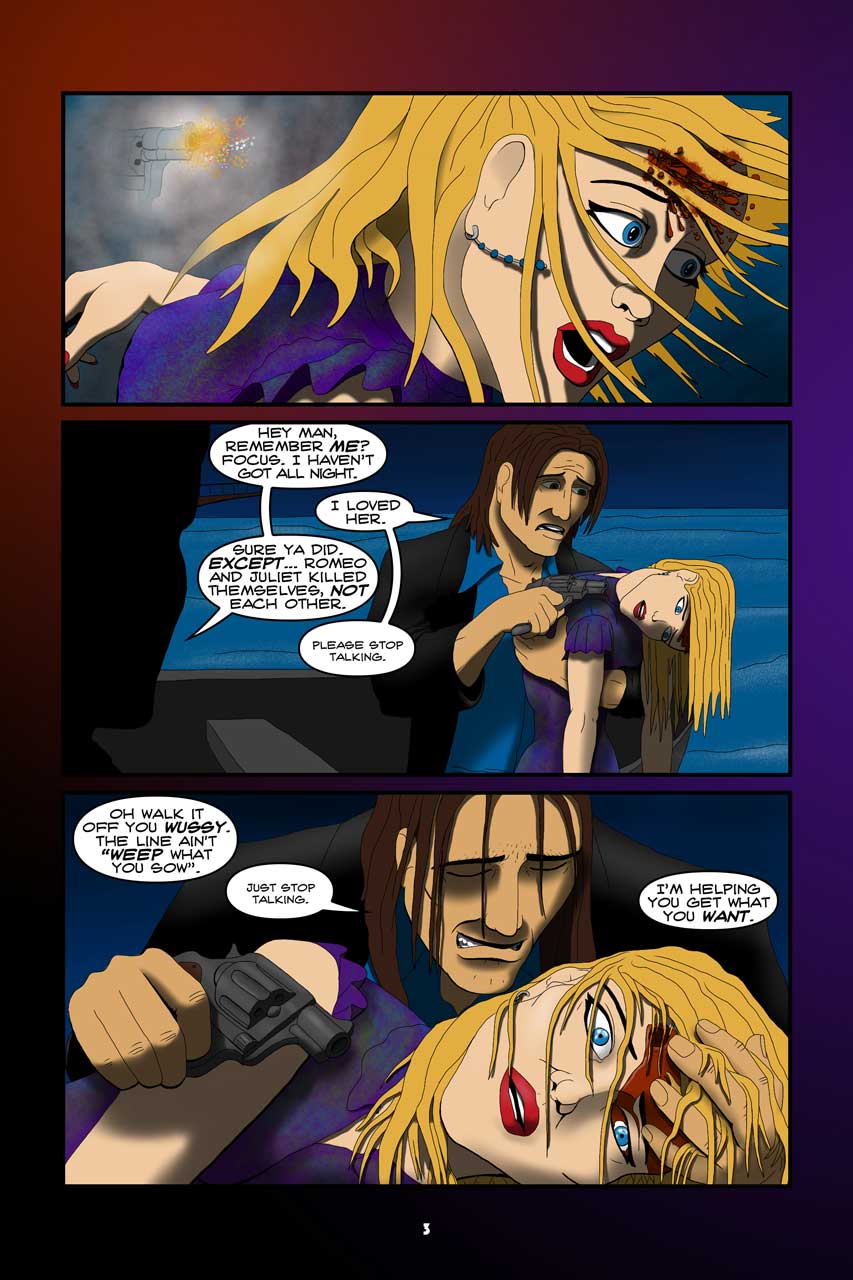 HEY MAN,
REMEMBER ME?
FOCUS. I HAVEN'T
GOT ALL NIGHT.
I LOVED
HER.
SURE YA DID.
EXCEPT... ROMEO
AND JULIET KILLED
THEMSELVES, NOT
EACH OTHER.
PLEASE STOP
TALKING.
OH WALK IT
OFF YOU WUSSY.
THE LINE AIN'T
"WEEP WHAT
YOU SOW".
JUST STOP
TALKING.
I'M HELPING
YOU GET WHAT
YOU WANT.
3